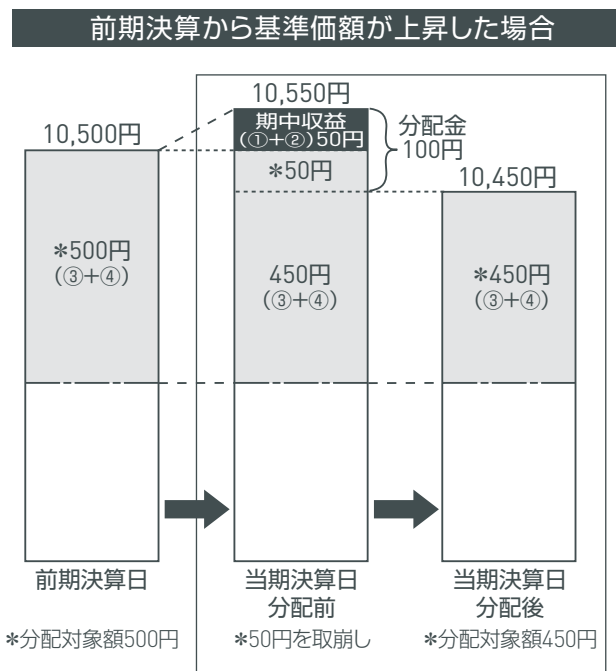 前期決算から基準価額が上昇した場合
10,550円
期中収益
(①+②)50円
分配金
100円
10,500円
*50円
10,450円
*500円
(③+④)
450円
(③+④)
*450円
(③+④)
前期決算日
当期決算日
分配前
当期決算日
分配後
*分配対象額500円
*50円を取崩し
*分配対象額450円